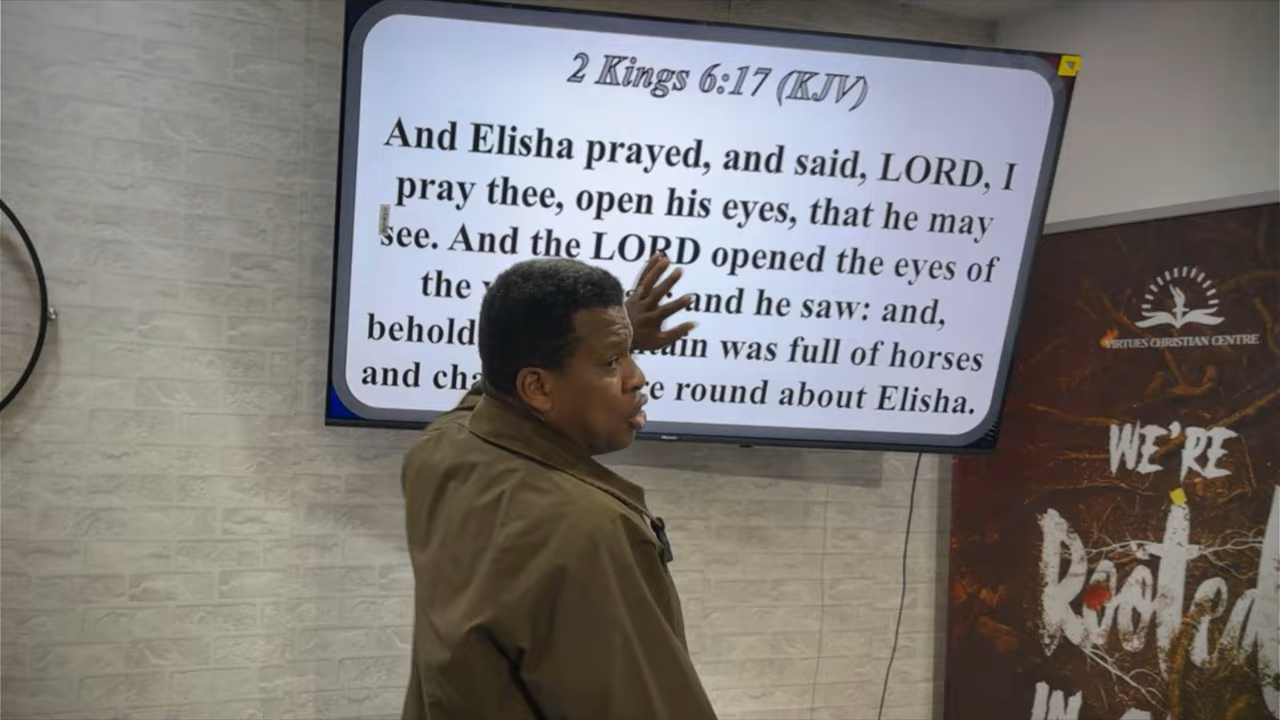 2 Kings 6:17 (KJV)
And Elisha prayed, and said, LORD, I
pray thee, open his eyes, that he may
see. And the LORD opened the eyes of
the and he saw: and,
behold was full of horses
and round about Elisha.
VIRTUES CHRISTIAN CENTRE
WE'RE
Rooted
IN